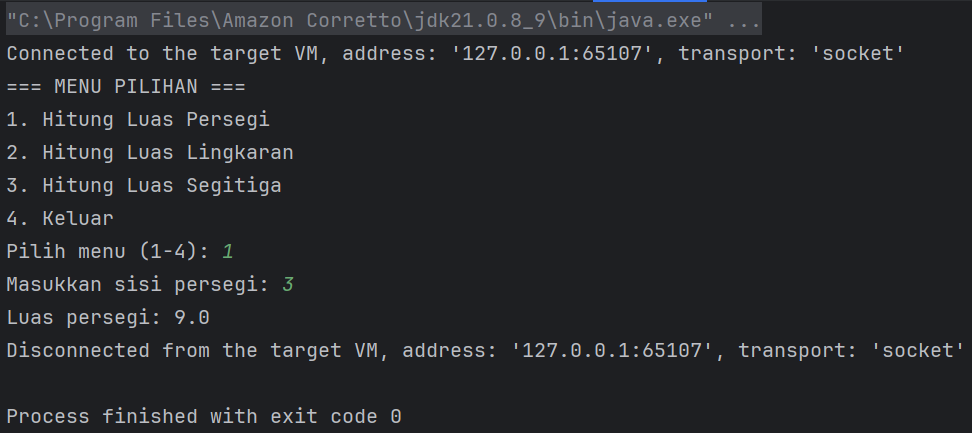 "C:\Program Files\Amazon Corretto\jdk21.0.8_9\bin\java.exe" ...
Connected to the target VM, address: '127.0.0.1:65107', transport: 'socket'
=== MENU PILIHAN ===
1. Hitung Luas Persegi
2. Hitung Luas Lingkaran
3. Hitung Luas Segitiga
4. Keluar
Pilih menu (1-4): 1
Masukkan sisi persegi: 3
Luas persegi: 9.0
Disconnected from the target VM, address: '127.0.0.1:65107', transport: 'socket'
Process finished with exit code 0